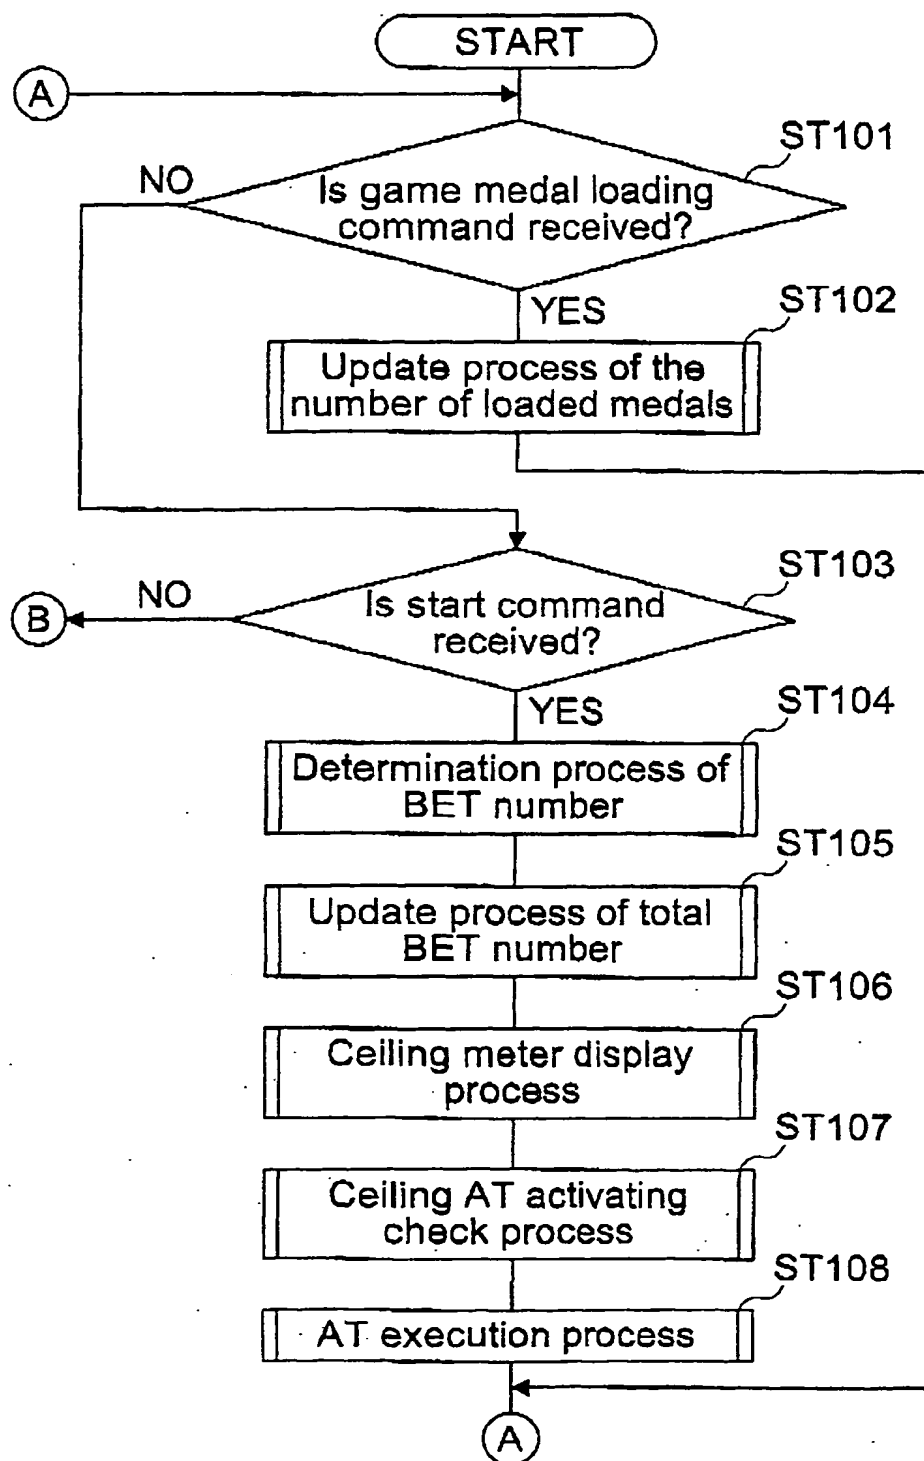 START
A
ST101
NO
Is game medal loading
command received?
YES
ST102
Update process of the
number of loaded medals
ST103
NO
B
Is start command
received?
YES
ST104
Determination process of
BET number
ST105
Update process of total
BET number
ST106
Ceiling meter display
process
ST107
Ceiling AT activating
check process
ST108
AT execution process
A